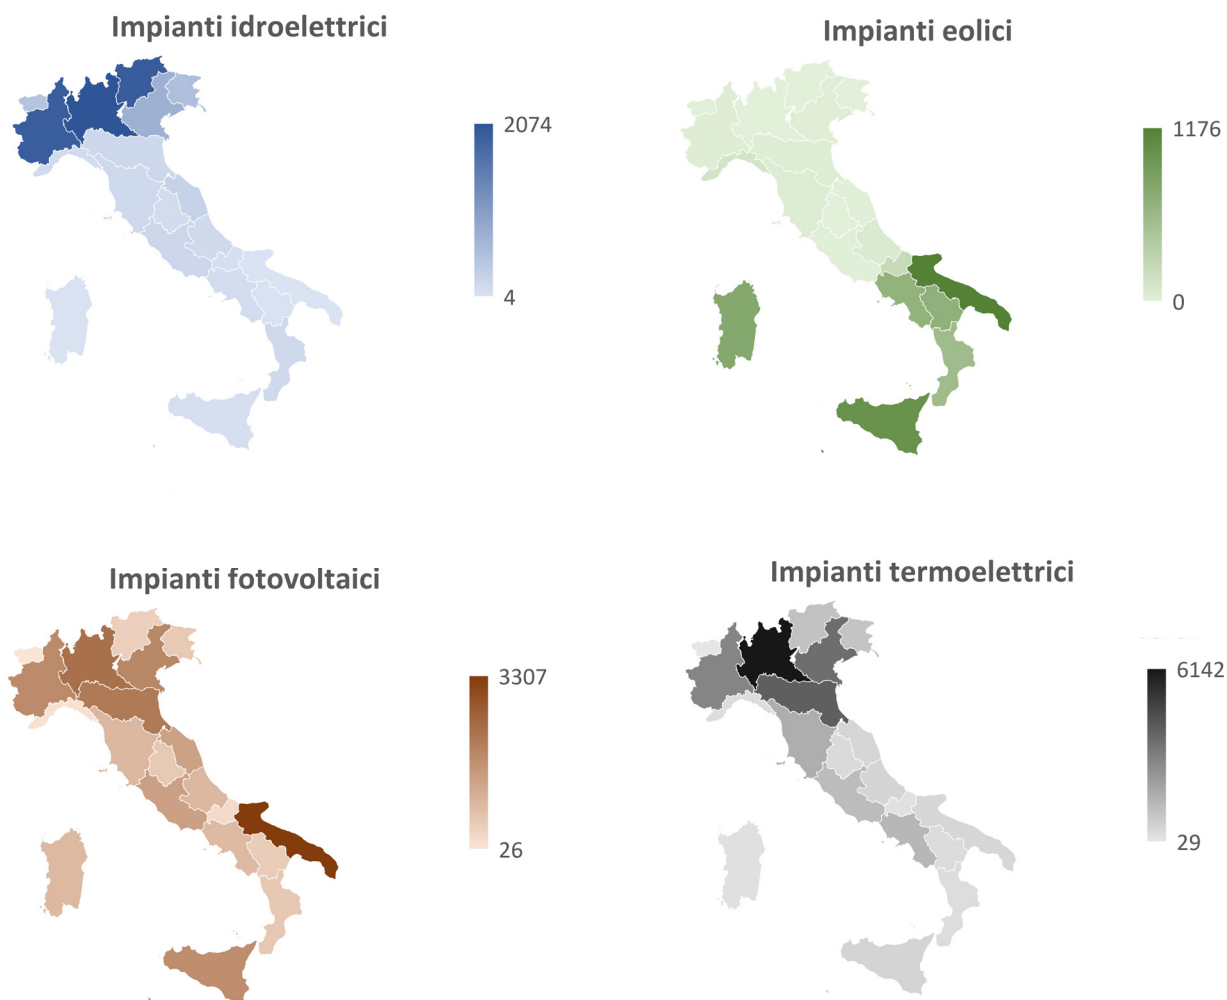 Impianti idroelettrici
2074
4
Impianti eolici
1176
0
Impianti fotovoltaici
3307
26
Impianti termoelettrici
6142
29